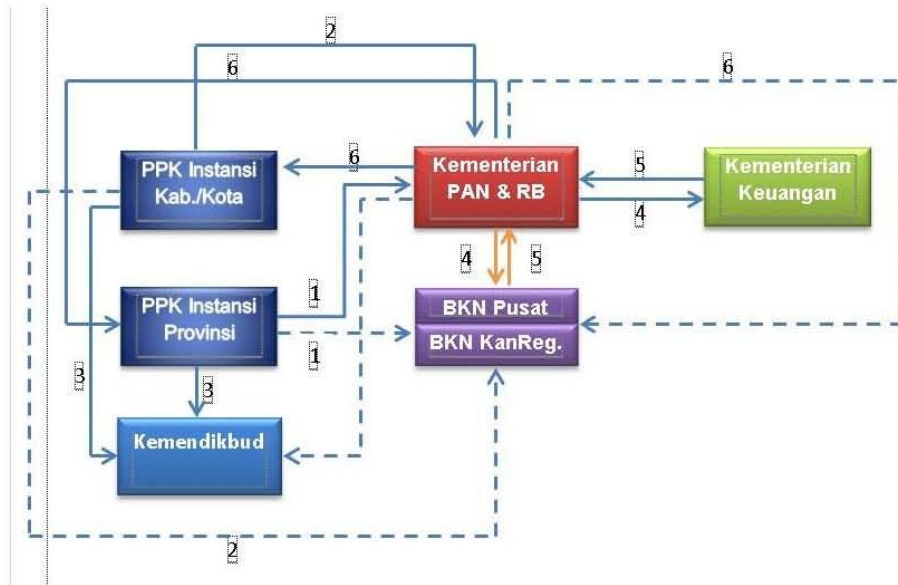 2
6
6
PPK Instansi
Kab./Kota
6
Kementerian
PAN & RB
5
Kementerian
Keuangan
4
4
5
PPK Instansi
Provinsi
1
1
BKN Pusat
BKN KanReg.
3
3
Kemendikbud
2